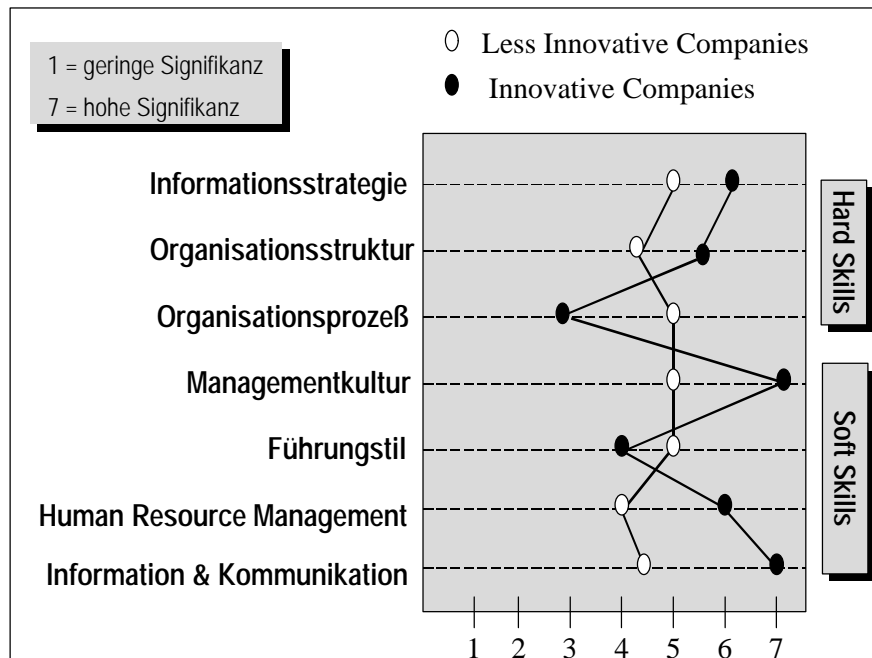 1 = geringe Signifikanz
7 = hohe Signifikanz
Less Innovative Companies
Innovative Companies
Informationsstrategie
Organisationsstruktur
Organisationsprozeß
Managementkultur
Führungstil
Human Resource Management
Information & Kommunikation
Hard Skills
Soft Skills
1 2 3 4 5 6 7